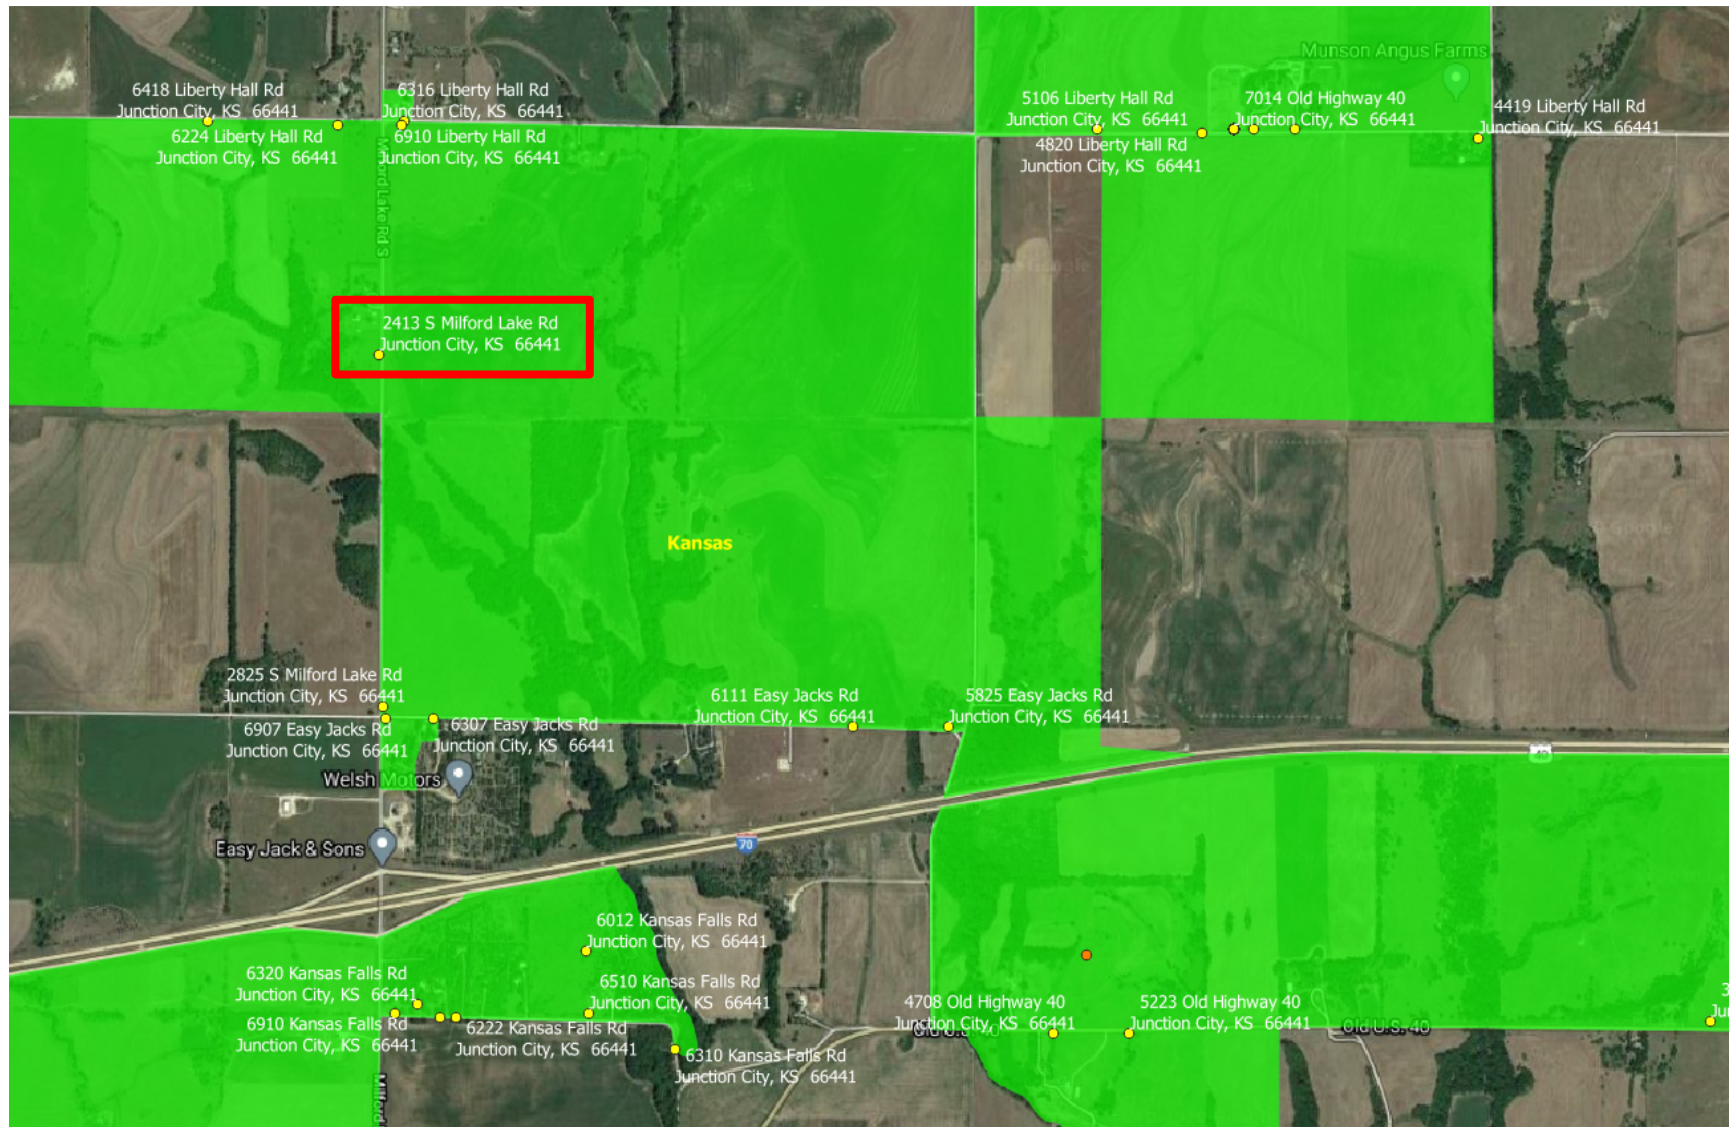 Munson Angus Farms
6418 Liberty Hall Rd
Junction City, KS 66441
6316 Liberty Hall Rd
Junction City, KS 66441
5106 Liberty Hall Rd
Junction City, KS 66441
7014 Old Highway 40
Junction City, KS 66441
4419 Liberty Hall Rd
Junction City, KS 66441
6224 Liberty Hall Rd
Junction City, KS 66441
6910 Liberty Hall Rd
Junction City, KS 66441
4820 Liberty Hall Rd
Junction City, KS 66441
Milford Lake Rd S
2413 S Milford Lake Rd
Junction City, KS 66441
Kansas
2825 S Milford Lake Rd
Junction City, KS 66441
6111 Easy Jacks Rd
Junction City, KS 66441
5825 Easy Jacks Rd
Junction City, KS 66441
6907 Easy Jacks Rd
Junction City, KS 66441
6307 Easy Jacks Rd
Junction City, KS 66441
40
Welsh Motors
Easy Jack & Sons
70
6012 Kansas Falls Rd
Junction City, KS 66441
6320 Kansas Falls Rd
Junction City, KS 66441
6510 Kansas Falls Rd
Junction City, KS 66441
4708 Old Highway 40
Junction City, KS 66441
5223 Old Highway 40
Junction City, KS 66441
6910 Kansas Falls Rd
Junction City, KS 66441
6222 Kansas Falls Rd
Junction City, KS 66441
Old U.S. 40
Old U.S. 40
6310 Kansas Falls Rd
Junction City, KS 66441